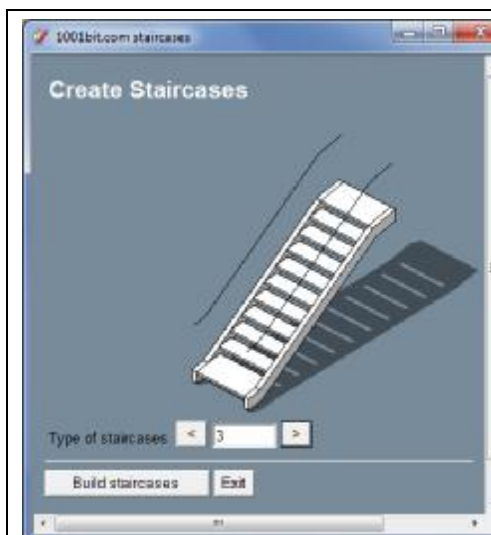 1001bit.com staircases
Create Staircases
Type of staircases < 3 >
Build staircases Exit